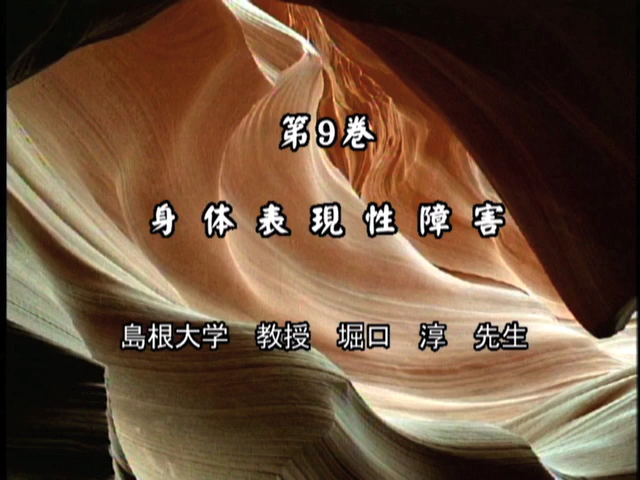 第9巻
身体表現性障害
島根大学　教授　堀口　淳　先生